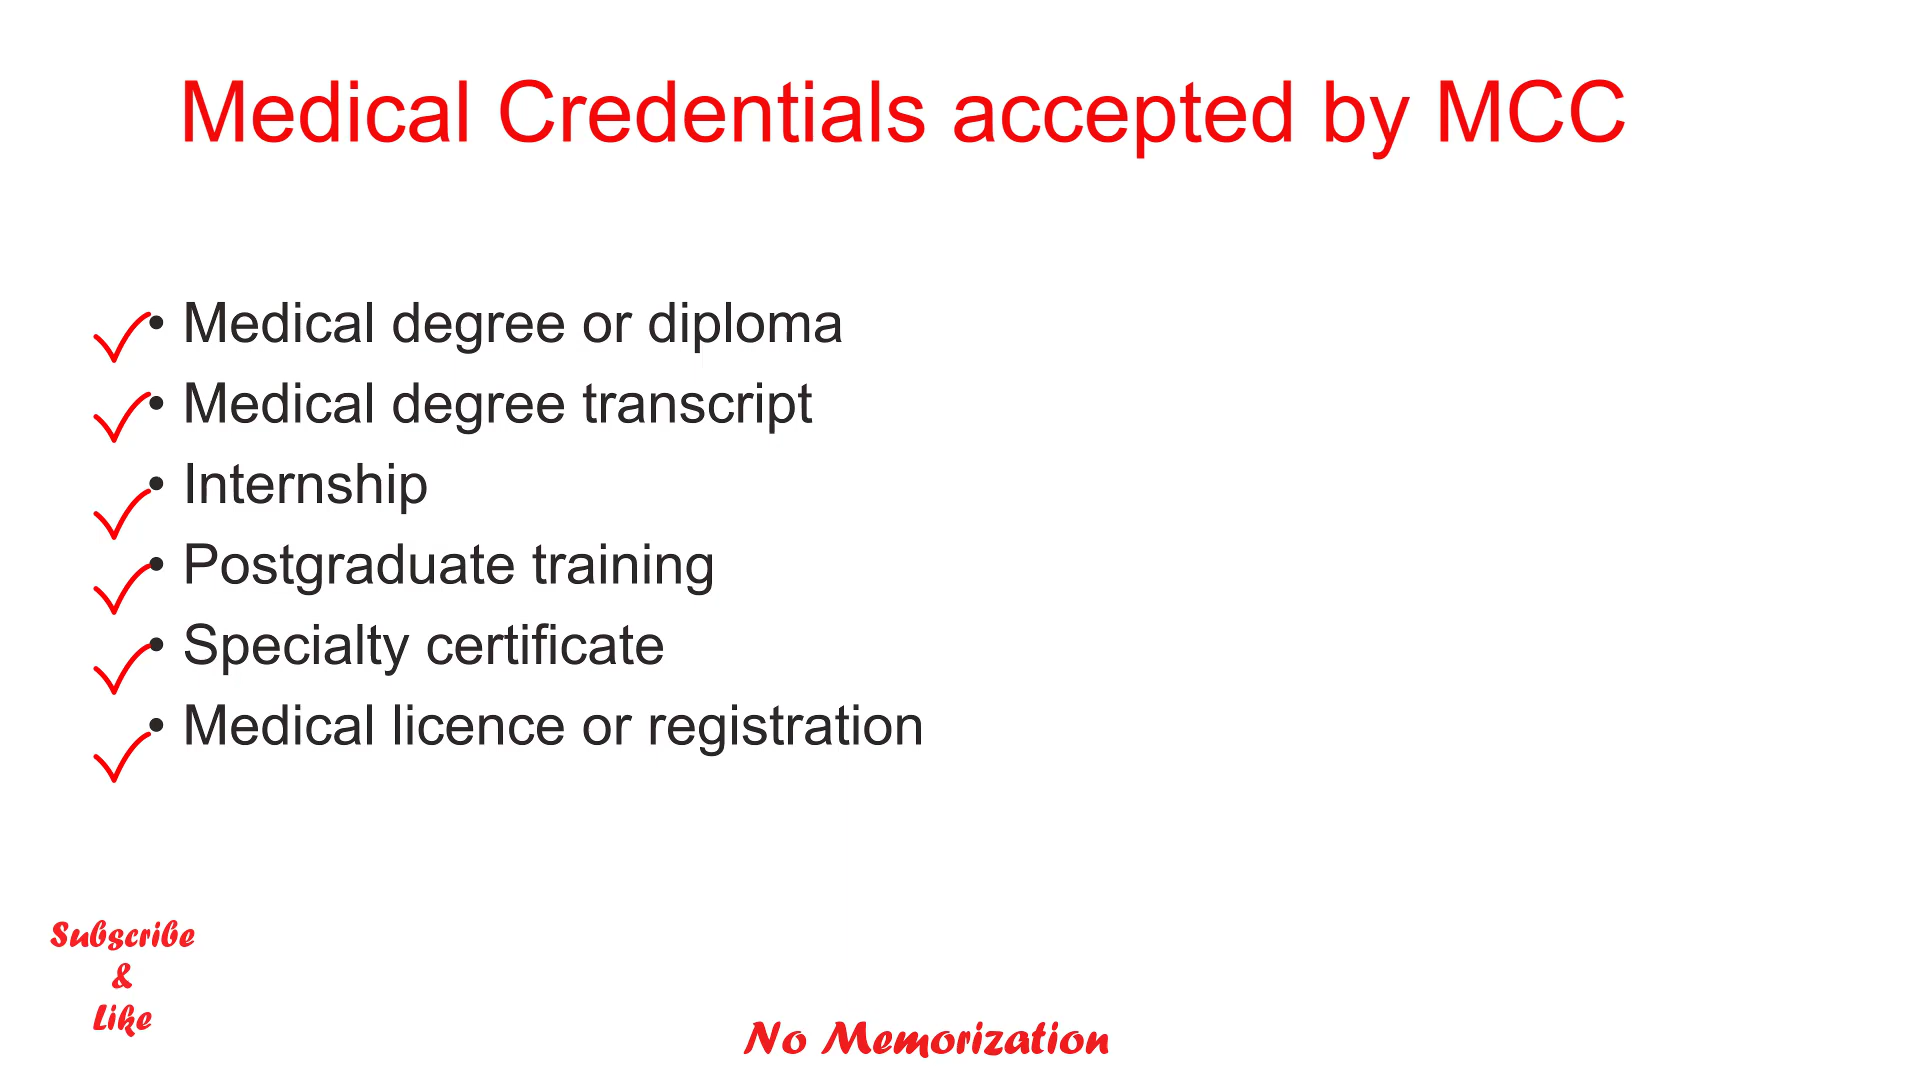 Medical Credentials accepted by MCC
• Medical degree or diploma
• Medical degree transcript
• Internship
• Postgraduate training
• Specialty certificate
• Medical licence or registration
Subscribe
&
Like
No Memorization